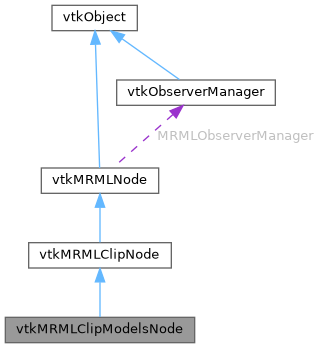 vtkObject
vtkObserverManager
MRMLObserverManager
vtkMRMLNode
vtkMRMLClipNode
vtkMRMLClipModelsNode